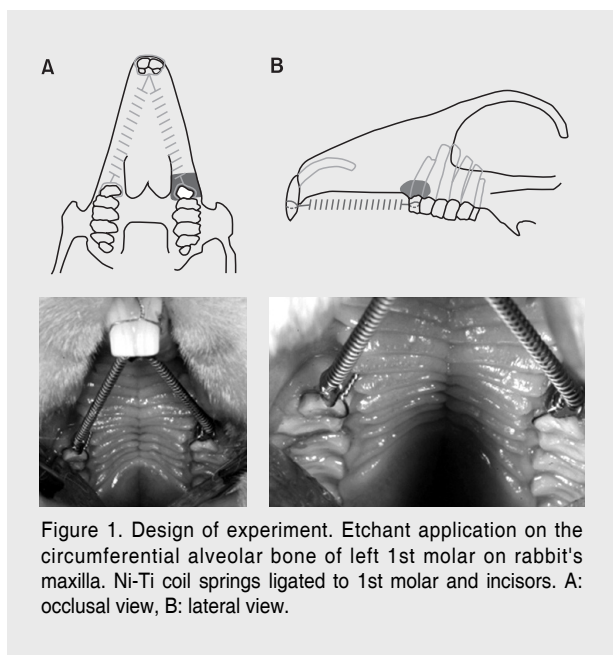 A
B
Figure 1. Design of experiment. Etchant application on the
circumferential alveolar bone of left 1st molar on rabbit's
maxilla. Ni-Ti coil springs ligated to 1st molar and incisors. A:
occlusal view, B: lateral view.